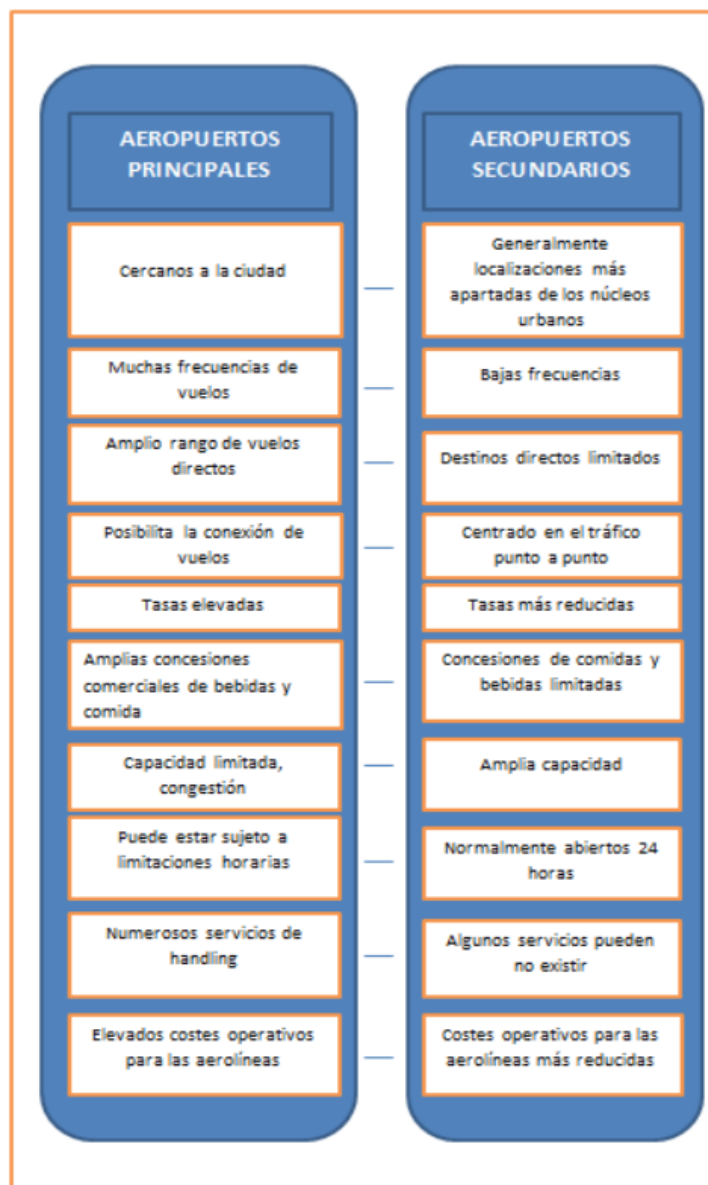 AEROPUERTOS
PRINCIPALES
Cercanos a la ciudad
Muchas frecuencias de
vuelos
Amplio rango de vuelos
directos
Posibilita la conexión de
vuelos
Tasas elevadas
Amplias concesiones
comerciales de bebidas y
comida
Capacidad limitada,
congestión
Puede estar sujeto a
limitaciones horarias
Numerosos servicios de
handling
Elevados costes operativos
para las aerolíneas
AEROPUERTOS
SECUNDARIOS
Generalmente
localizaciones más
apartadas de los núcleos
urbanos
Bajas frecuencias
Destinos directos limitados
Centrado en el tráfico
punto a punto
Tasas más reducidas
Concesiones de comidas y
bebidas limitadas
Amplia capacidad
Normalmente abiertos 24
horas
Algunos servicios pueden
no existir
Costes operativos para las
aerolíneas más reducidas